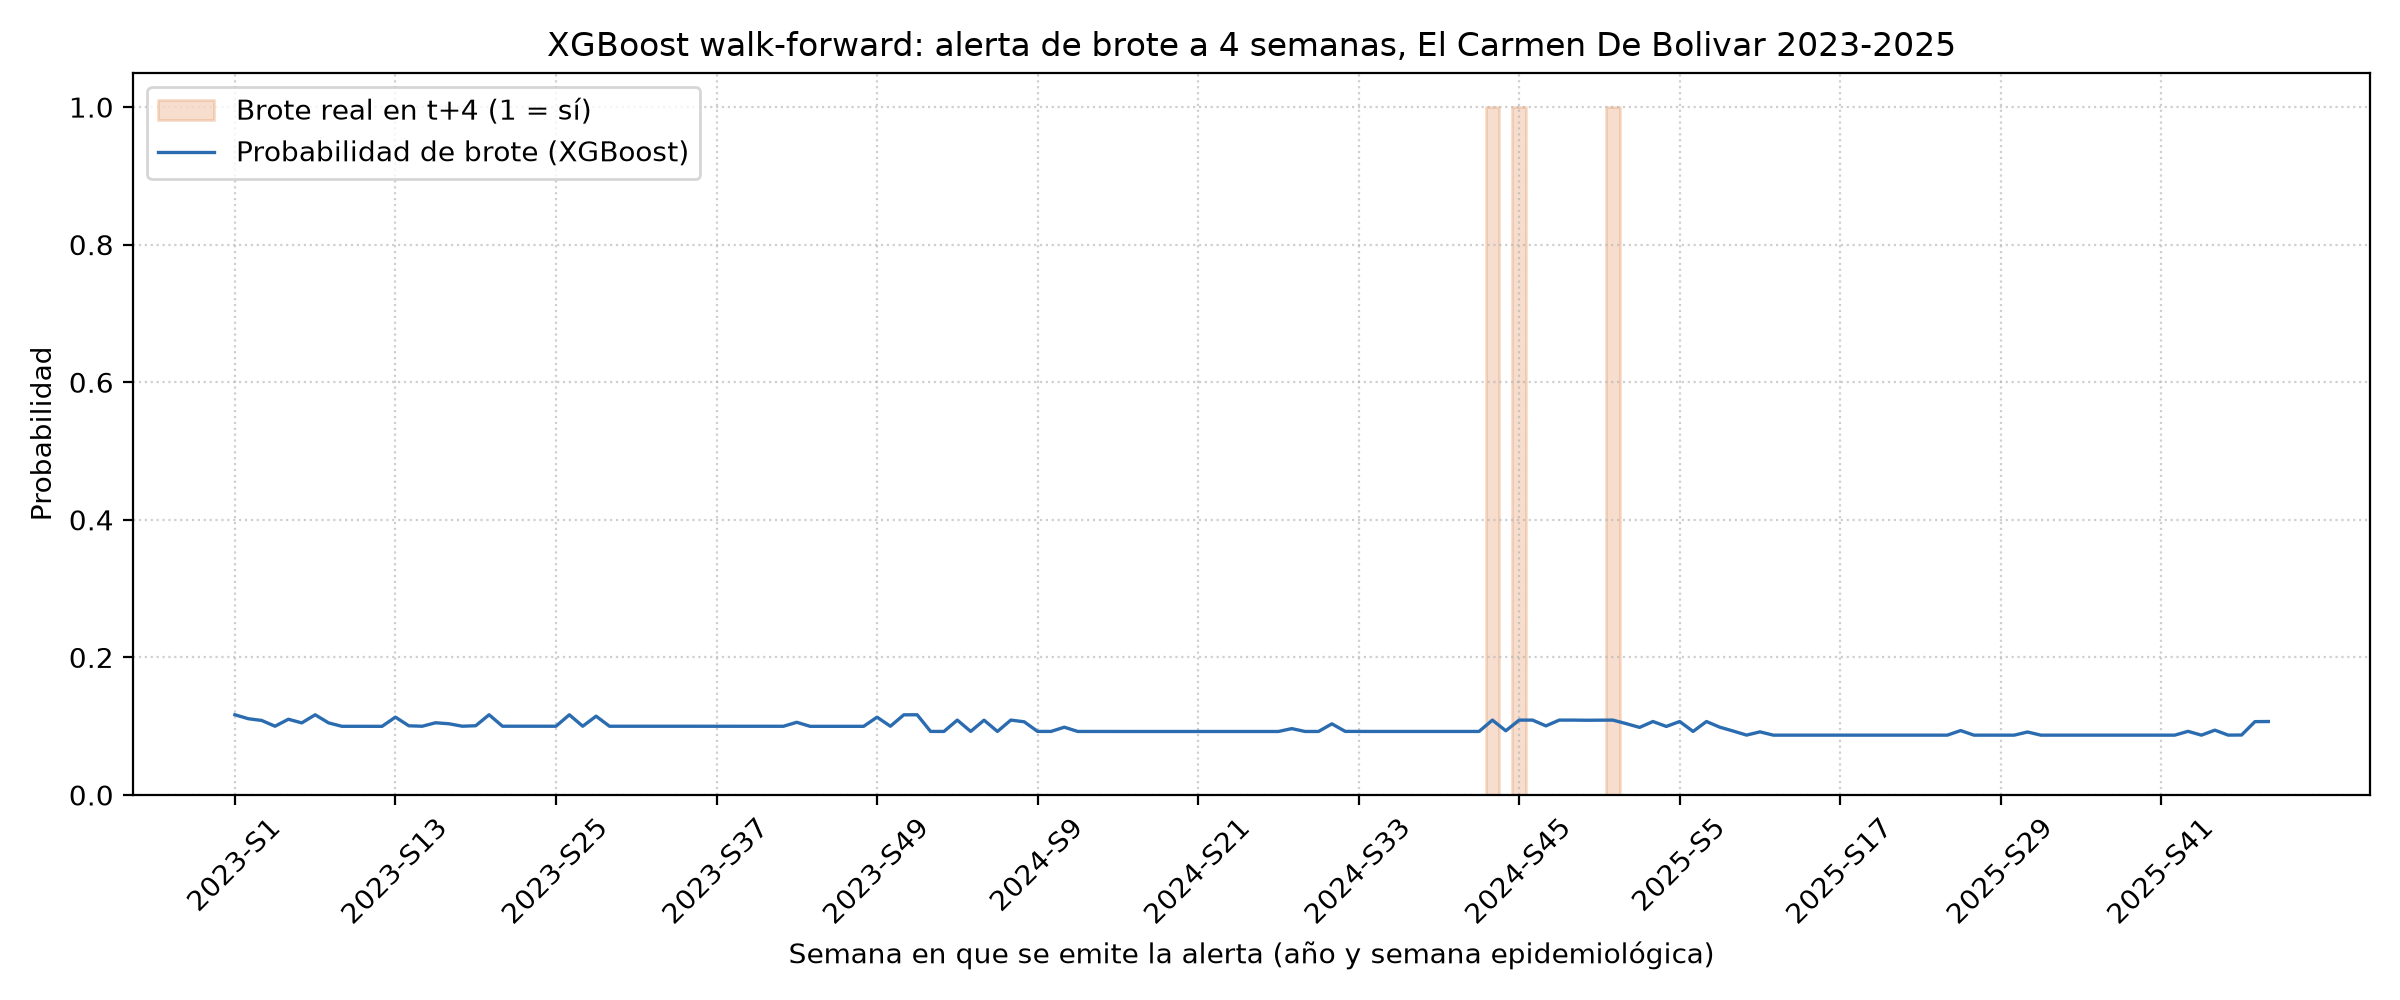 XGBoost walk-forward: alerta de brote a 4 semanas, El Carmen De Bolivar 2023-2025
Brote real en t+4 (1 = sí)
Probabilidad de brote (XGBoost)
Probabilidad
1.0
0.8
0.6
0.4
0.2
0.0
2023-S1
2023-S13
2023-S25
2023-S37
2023-S49
2024-S9
2024-S21
2024-S33
2024-S45
2025-S5
2025-S17
2025-S29
2025-S41
Semana en que se emite la alerta (año y semana epidemiológica)